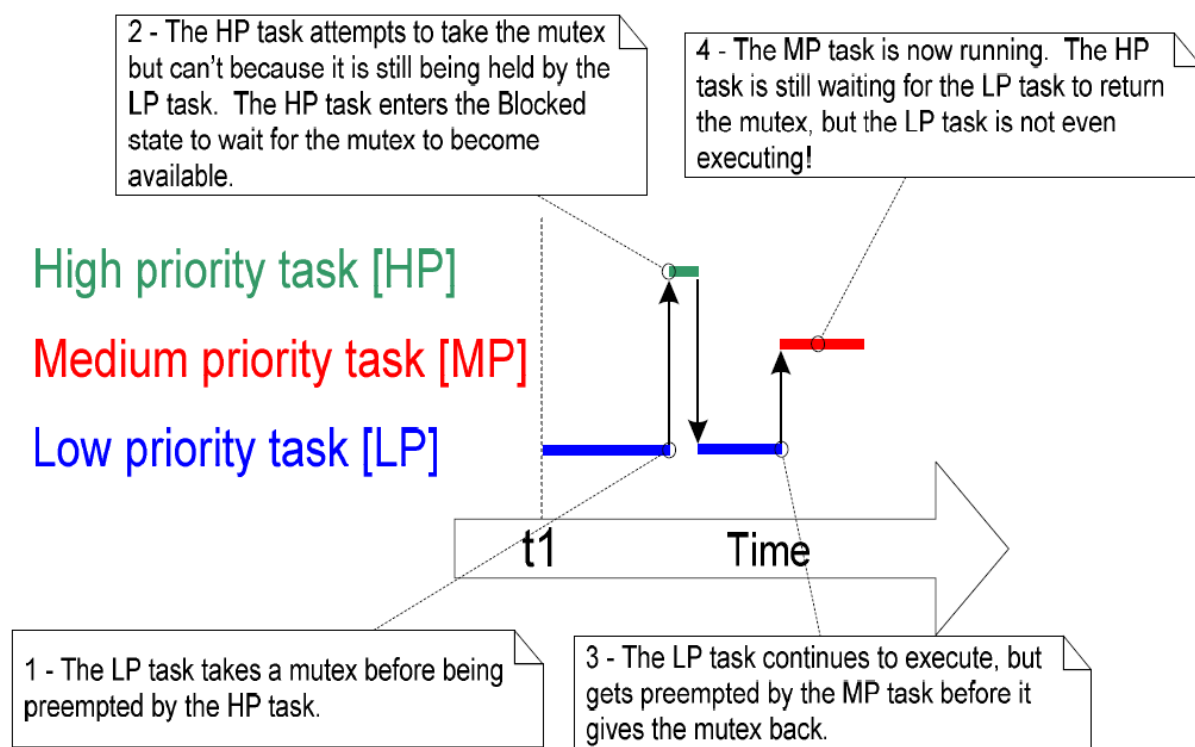 2 - The HP task attempts to take the mutex
but can't because it is still being held by the
LP task.  The HP task enters the Blocked
state to wait for the mutex to become
available.
4 - The MP task is now running.  The HP
task is still waiting for the LP task to return
the mutex, but the LP task is not even
executing!
High priority task [HP]
Medium priority task [MP]
Low priority task [LP]
t1
Time
1 - The LP task takes a mutex before being
preempted by the HP task.
3 - The LP task continues to execute, but
gets preempted by the MP task before it
gives the mutex back.